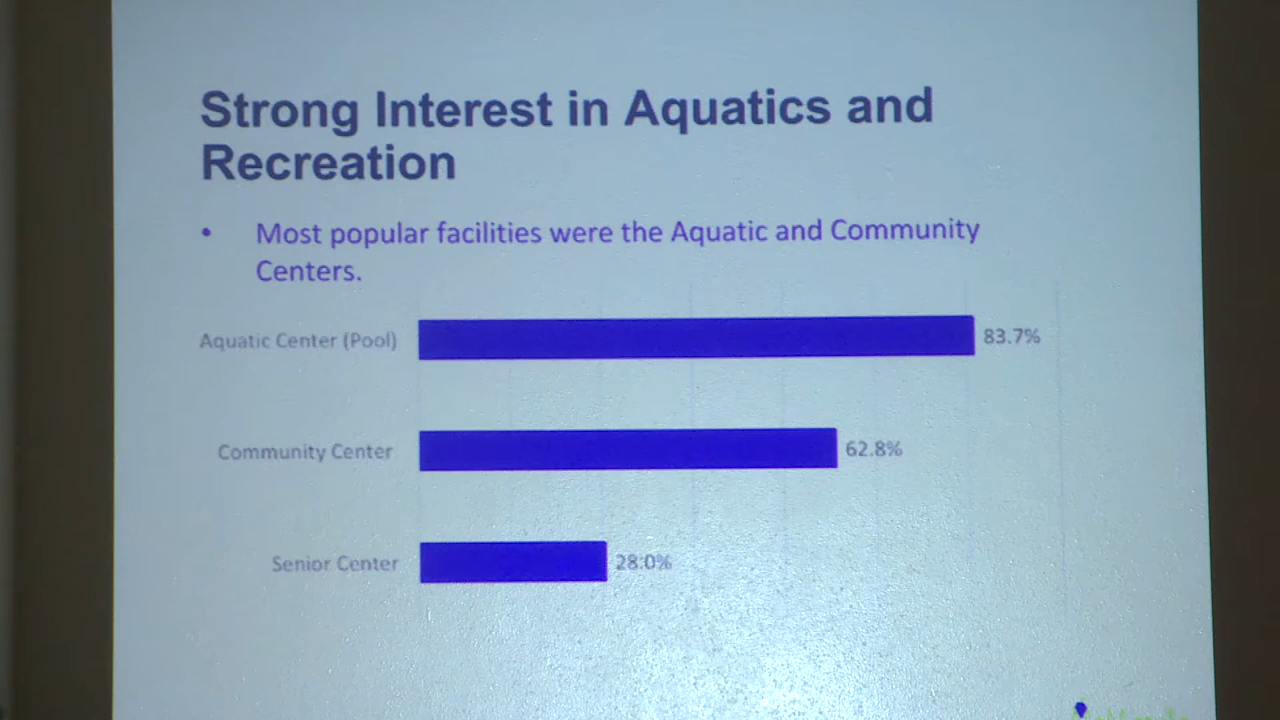 Strong Interest in Aquatics and
Recreation
• Most popular facilities were the Aquatic and Community
Centers.
Aquatic Center (Pool) 83.7%
Community Center 62.8%
Senior Center 28.0%